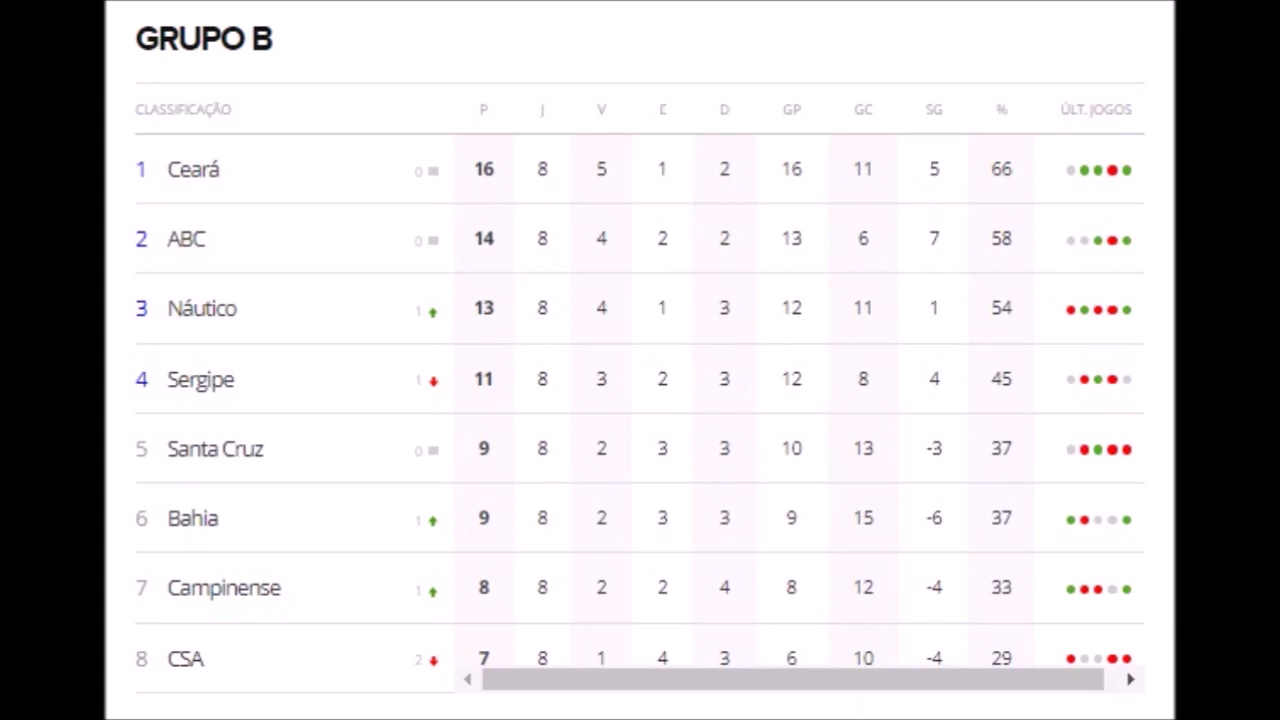 GRUPO B
CLASSIFICAÇÃO P J V E D GP GC SG % ÚLT. JOGOS
1 Ceará 0 16 8 5 1 2 16 11 5 66
2 ABC 0 14 8 4 2 2 13 6 7 58
3 Náutico 1 13 8 4 1 3 12 11 1 54
4 Sergipe 1 11 8 3 2 3 12 8 4 45
5 Santa Cruz 0 9 8 2 3 3 10 13 -3 37
6 Bahia 1 9 8 2 3 3 9 15 -6 37
7 Campinense 1 8 8 2 2 4 8 12 -4 33
8 CSA 2 7 8 1 4 3 6 10 -4 29